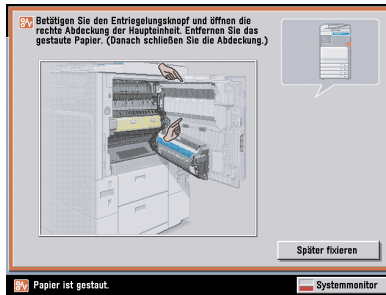 Betätigen Sie den Entriegelungsknopf und öffnen die
rechte Abdeckung der Haupteinheit. Entfernen Sie das
gestaute Papier. (Danach schließen Sie die Abdeckung.)
Später fixieren
Papier ist gestaut.
Systemmonitor